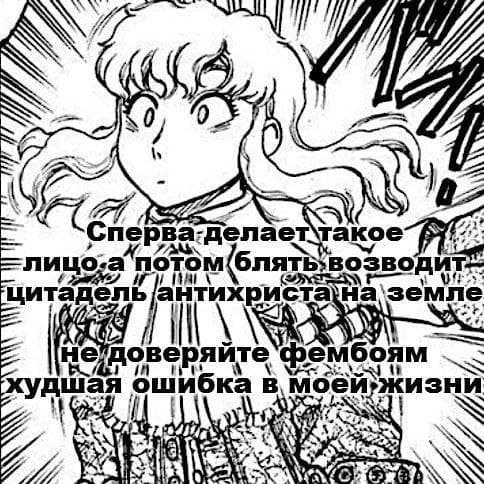 Сперва делает такое
лицо а потом блять возводит
цитадель антихриста на земле
не доверяйте фембоям
худшая ошибка в моей жизни